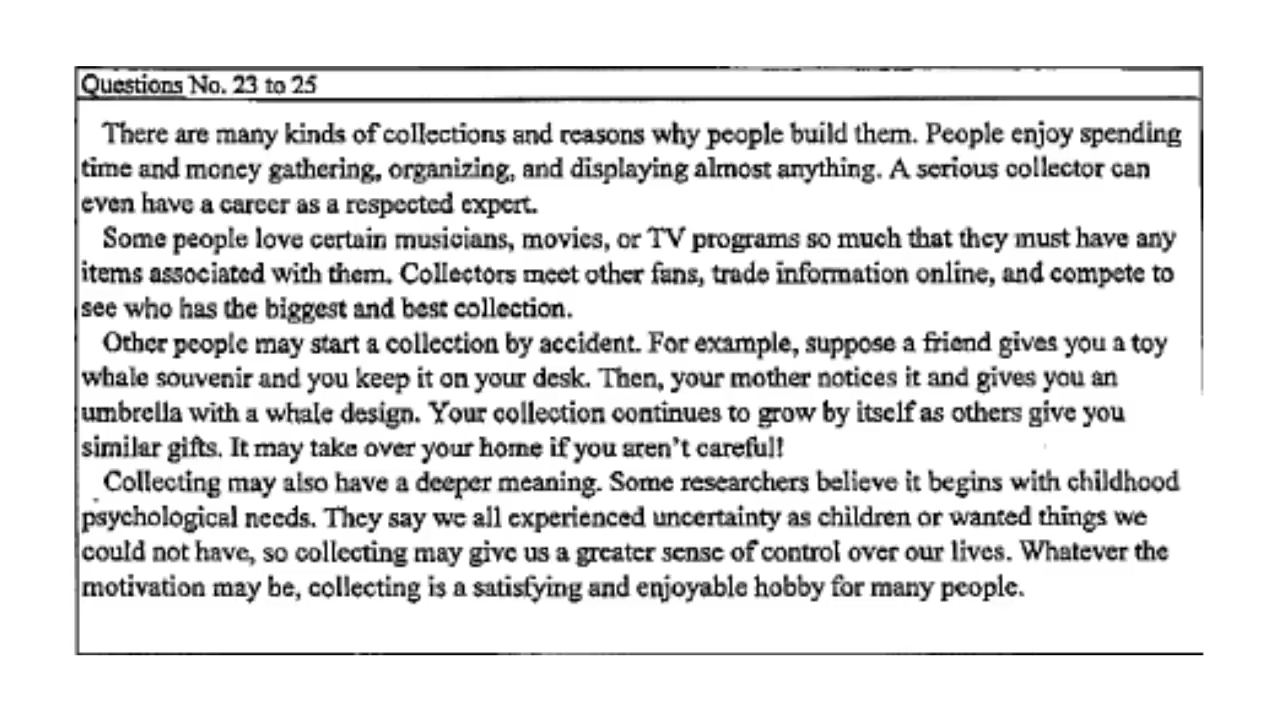 Questions No. 23 to 25
There are many kinds of collections and reasons why people build them. People enjoy spending
time and money gathering, organizing, and displaying almost anything. A serious collector can
even have a career as a respected expert.
Some people love certain musicians, movies, or TV programs so much that they must have any
items associated with them. Collectors meet other fans, trade information online, and compete to
see who has the biggest and best collection.
Other people may start a collection by accident. For example, suppose a friend gives you a toy
whale souvenir and you keep it on your desk. Then, your mother notices it and gives you an
umbrella with a whale design. Your collection continues to grow by itself as others give you
similar gifts. It may take over your home if you aren't careful!
Collecting may also have a deeper meaning. Some researchers believe it begins with childhood
psychological needs. They say we all experienced uncertainty as children or wanted things we
could not have, so collecting may give us a greater sense of control over our lives. Whatever the
motivation may be, collecting is a satisfying and enjoyable hobby for many people.